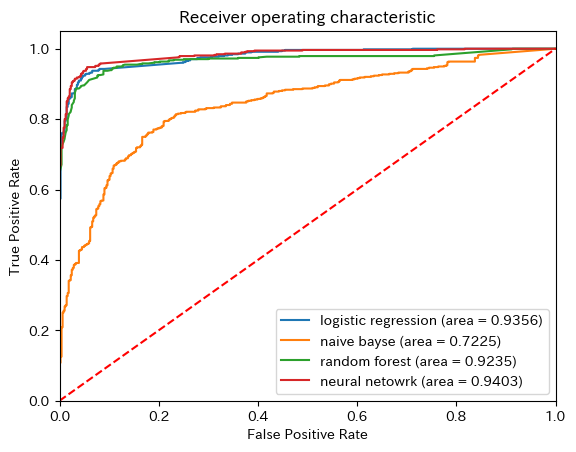 Receiver operating characteristic
1.0
0.8
0.6
0.4
0.2
0.0
True Positive Rate
logistic regression (area = 0.9356)
naive bayse (area = 0.7225)
random forest (area = 0.9235)
neural netowrk (area = 0.9403)
0.0 0.2 0.4 0.6 0.8 1.0
False Positive Rate